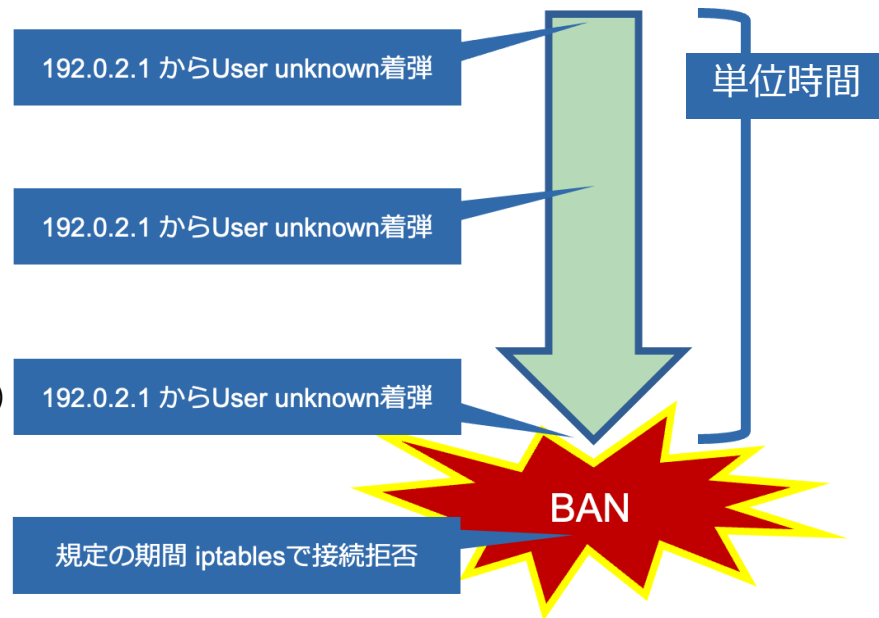 192.0.2.1 からUser unknown着弾
単位時間
192.0.2.1 からUser unknown着弾
)
192.0.2.1 からUser unknown着弾
BAN
規定の期間 iptablesで接続拒否